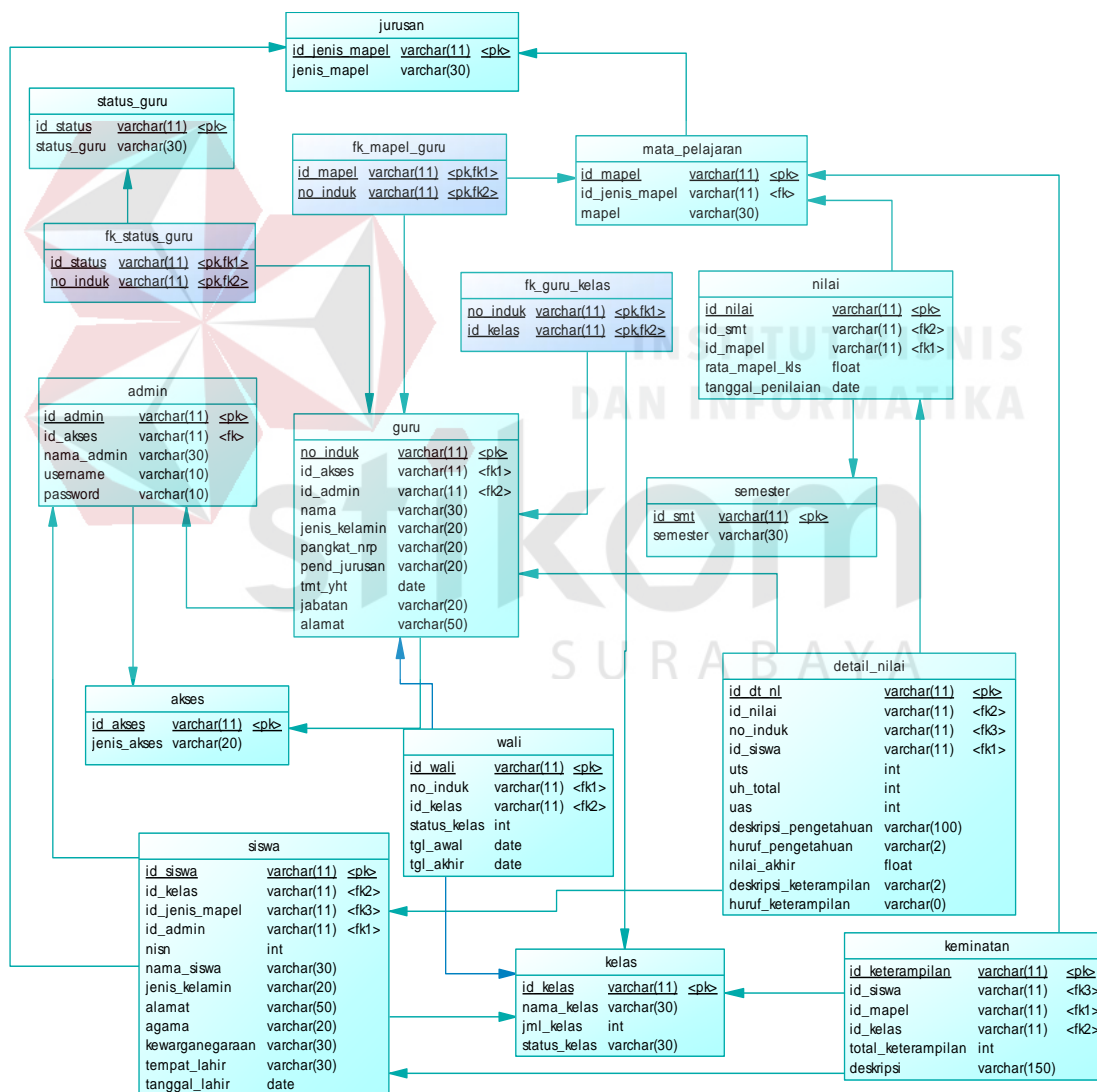 jurusan
id_jenis_mapel varchar(11) <pk>
jenis_mapel varchar(30)
status_guru
id_status varchar(11) <pk>
status_guru varchar(30)
fk_mapel_guru
id_mapel varchar(11) <pk,fk1>
no_induk varchar(11) <pk,fk2>
mata_pelajaran
id_mapel varchar(11) <pk>
id_jenis_mapel varchar(11) <fk>
mapel varchar(30)
fk_status_guru
id_status varchar(11) <pk,fk1>
no_induk varchar(11) <pk,fk2>
fk_guru_kelas
no_induk varchar(11) <pk,fk1>
id_kelas varchar(11) <pk,fk2>
nilai
id_nilai varchar(11) <pk>
id_smt varchar(11) <fk2>
id_mapel varchar(11) <fk1>
rata_mapel_kls float
tanggal_penilaian date
INSTITUT BISNIS
DAN INFORMATIKA
stikom
SURABAYA
admin
id_admin varchar(11) <pk>
id_akses varchar(11) <fk>
nama_admin varchar(30)
username varchar(10)
password varchar(10)
guru
no_induk varchar(11) <pk>
id_akses varchar(11) <fk1>
id_admin varchar(11) <fk2>
nama varchar(30)
jenis_kelamin varchar(20)
pangkat_nrp varchar(20)
pend_jurusan varchar(20)
tmt_yht date
jabatan varchar(20)
alamat varchar(50)
semester
id_smt varchar(11) <pk>
semester varchar(30)
akses
id_akses varchar(11) <pk>
jenis_akses varchar(20)
wali
id_wali varchar(11) <pk>
no_induk varchar(11) <fk1>
id_kelas varchar(11) <fk2>
status_kelas int
tgl_awal date
tgl_akhir date
detail_nilai
id_dt_nl varchar(11) <pk>
id_nilai varchar(11) <fk2>
no_induk varchar(11) <fk3>
id_siswa varchar(11) <fk1>
uts int
uh_total int
uas int
deskripsi_pengetahuan varchar(100)
huruf_pengetahuan varchar(2)
nilai_akhir float
deskripsi_keterampilan varchar(2)
huruf_keterampilan varchar(0)
siswa
id_siswa varchar(11) <pk>
id_kelas varchar(11) <fk2>
id_jenis_mapel varchar(11) <fk3>
id_admin varchar(11) <fk1>
nisn int
nama_siswa varchar(30)
jenis_kelamin varchar(20)
alamat varchar(50)
agama varchar(20)
kewarganegaraan varchar(30)
tempat_lahir varchar(30)
tanggal_lahir date
kelas
id_kelas varchar(11) <pk>
nama_kelas varchar(30)
jml_kelas int
status_kelas varchar(30)
keminatan
id_keterampilan varchar(11) <pk>
id_siswa varchar(11) <fk3>
id_mapel varchar(11) <fk1>
id_kelas varchar(11) <fk2>
total_keterampilan int
deskripsi varchar(150)